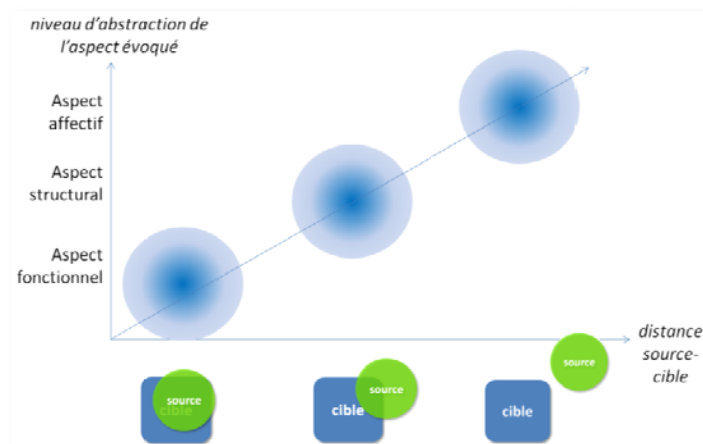 niveau d’abstraction de
l’aspect évoqué
Aspect
affectif
Aspect
structural
Aspect
fonctionnel
distance
source-
cible
source
cible
source
cible
source
cible